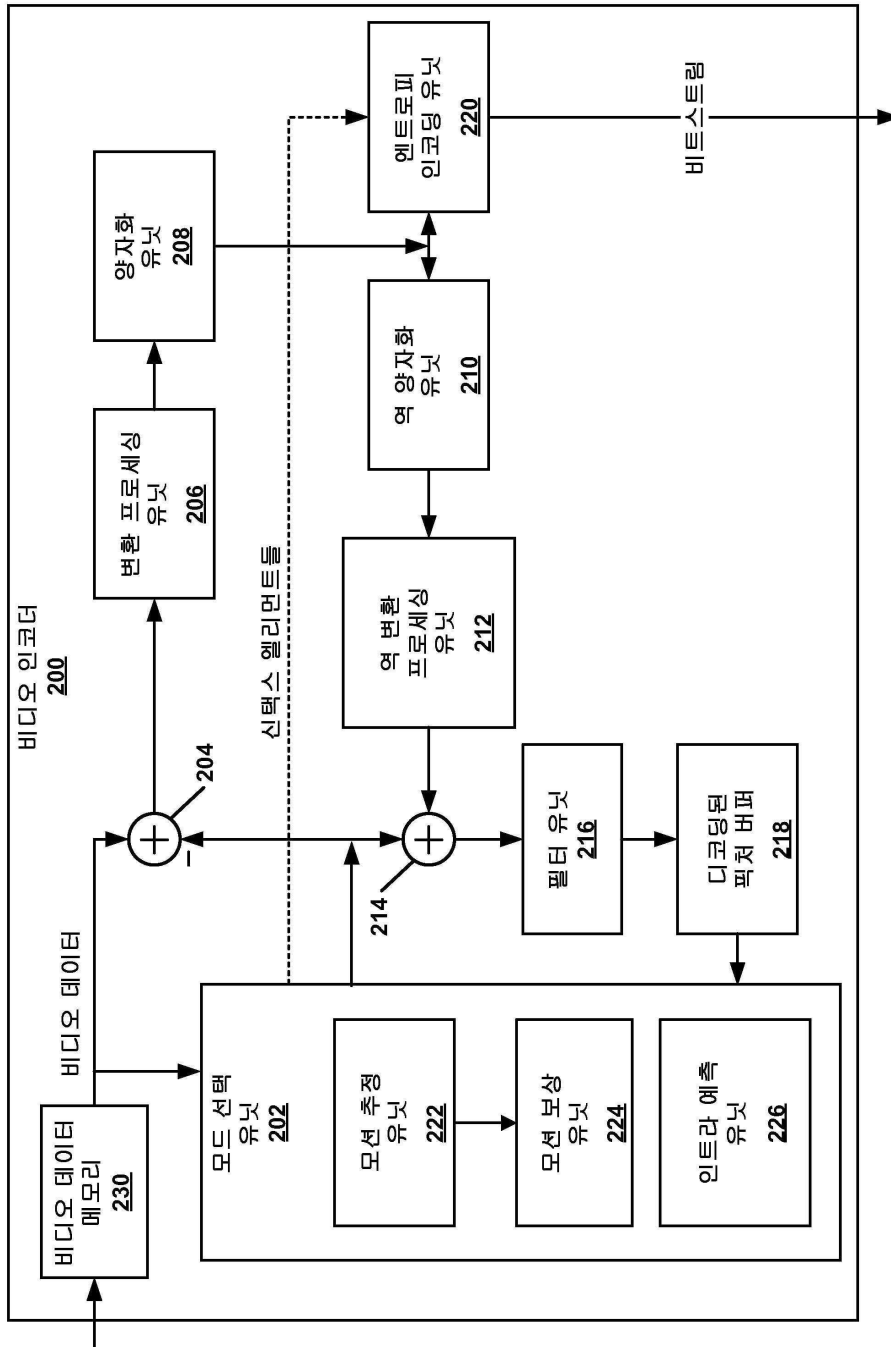 비디오 인코더
200
비디오 데이터
메모리
230
비디오 데이터
204
-
변환 프로세싱
유닛
206
양자화
유닛
208
신택스 엘리먼트들
모드 선택
유닛
202
모션 추정
유닛
222
모션 보상
유닛
224
인트라 예측
유닛
226
214
역 변환
프로세싱
유닛
212
역 양자화
유닛
210
엔트로피
인코딩 유닛
220
필터 유닛
216
디코딩된
픽처 버퍼
218
비트스트림